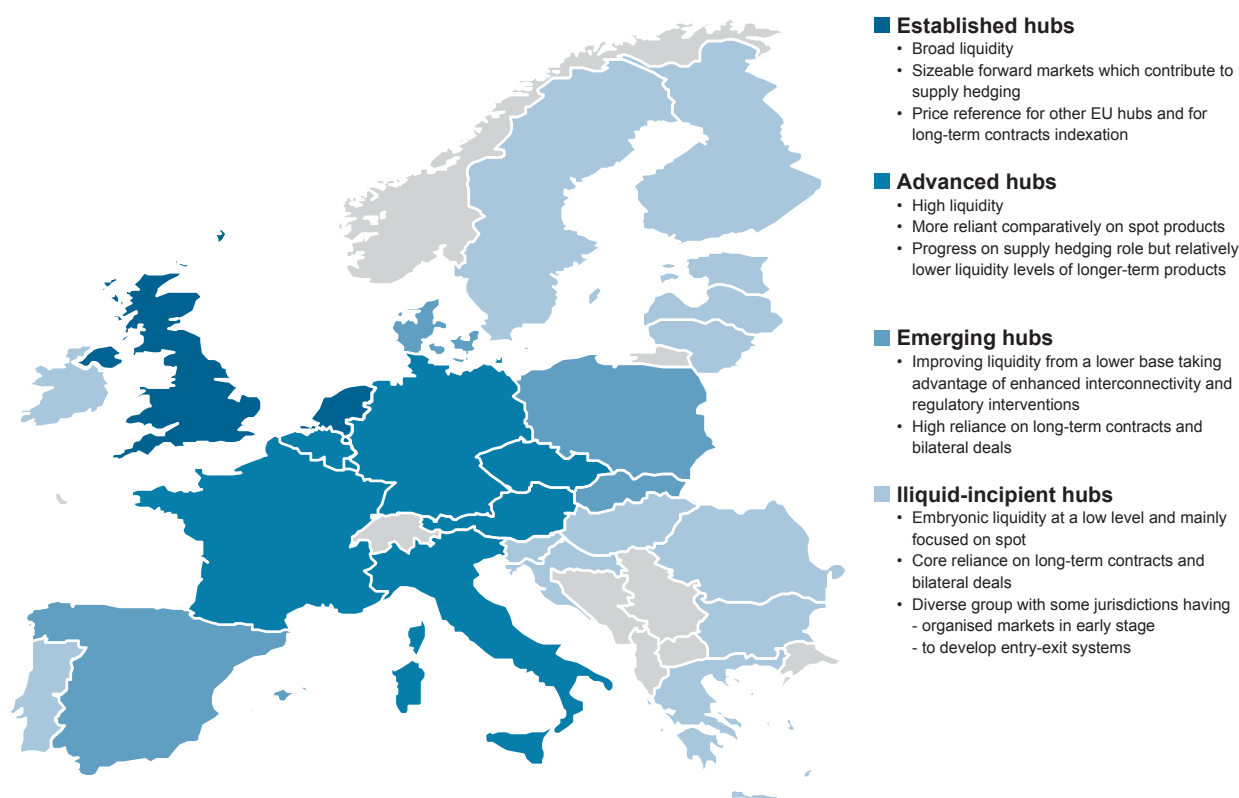 Established hubs
• Broad liquidity
• Sizeable forward markets which contribute to
supply hedging
• Price reference for other EU hubs and for
long-term contracts indexation
Advanced hubs
• High liquidity
• More reliant comparatively on spot products
• Progress on supply hedging role but relatively
lower liquidity levels of longer-term products
Emerging hubs
• Improving liquidity from a lower base taking
advantage of enhanced interconnectivity and
regulatory interventions
• High reliance on long-term contracts and
bilateral deals
Iliquid-incipient hubs
• Embryonic liquidity at a low level and mainly
focused on spot
• Core reliance on long-term contracts and
bilateral deals
• Diverse group with some jurisdictions having
- organised markets in early stage
- to develop entry-exit systems